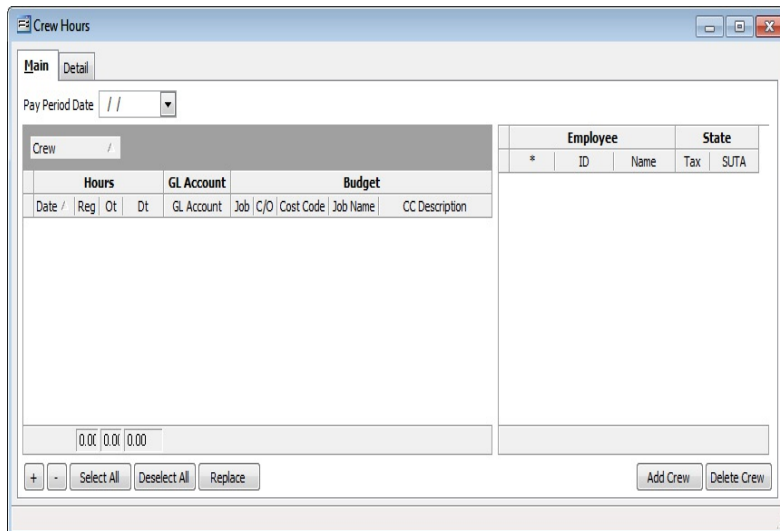 Crew Hours
Main Detail
Pay Period Date / /
Crew /
Employee State
* ID Name Tax SUTA
Hours GL Account Budget
Date / Reg Ot Dt GL Account Job C/O Cost Code Job Name CC Description
0.00 0.00 0.00
+ - Select All Deselect All Replace Add Crew Delete Crew